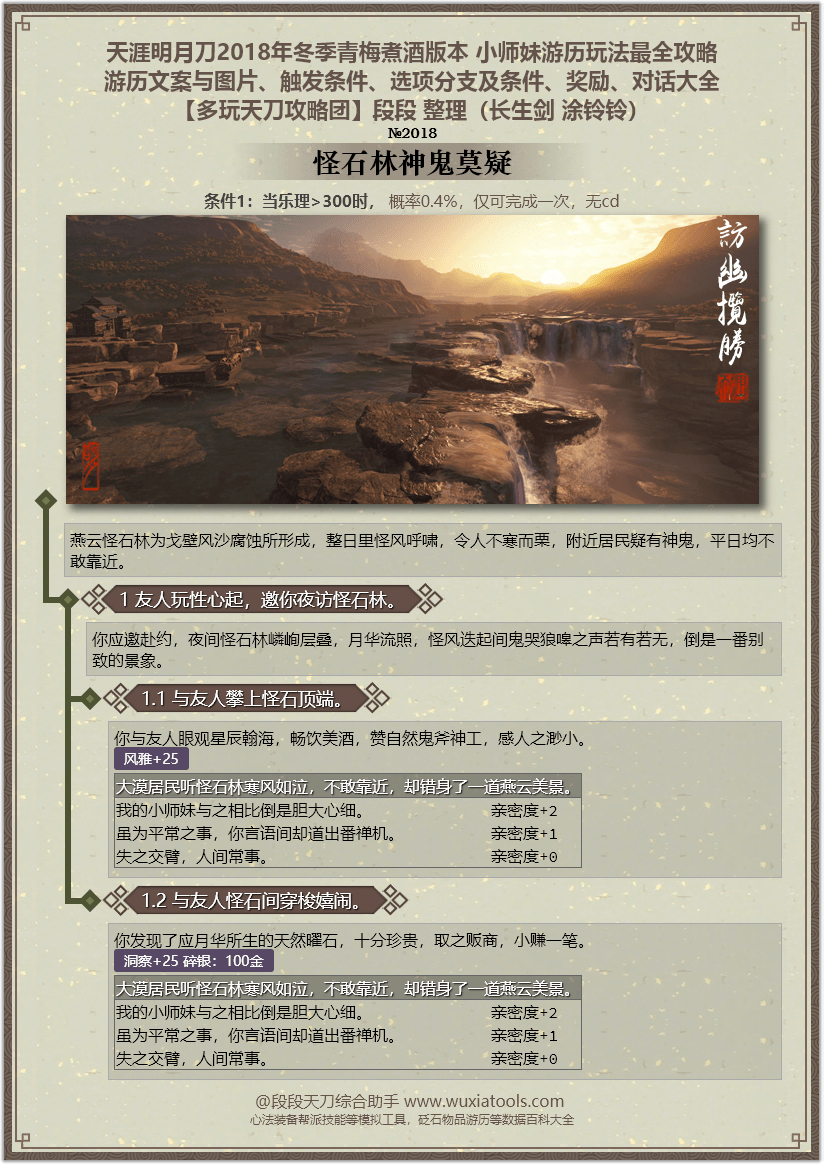 天涯明月刀2018年冬季青梅煮酒版本 小师妹游历玩法最全攻略
游历文案与图片、触发条件、选项分支及条件、奖励、对话大全
【多玩天刀攻略团】段段 整理（长生剑 涂铃铃）
№2018
怪石林神鬼莫疑
条件1：当乐理>300时， 概率0.4%，仅可完成一次，无cd
訪幽攬勝
燕云怪石林为戈壁风沙腐蚀所形成，整日里怪风呼啸，令人不寒而栗，附近居民疑有神鬼，平日均不
敢靠近。
1 友人玩性心起，邀你夜访怪石林。
你应邀赴约，夜间怪石林嶙峋层叠，月华流照，怪风迭起间鬼哭狼嗥之声若有若无，倒是一番别
致的景象。
1.1 与友人攀上怪石顶端。
你与友人眼观星辰翰海，畅饮美酒，赞自然鬼斧神工，感人之渺小。
风雅+25
大漠居民听怪石林寒风如泣，不敢靠近，却错身了一道燕云美景。
我的小师妹与之相比倒是胆大心细。 亲密度+2
虽为平常之事，你言语间却道出番禅机。 亲密度+1
失之交臂，人间常事。 亲密度+0
1.2 与友人怪石间穿梭嬉闹。
你发现了应月华所生的天然曜石，十分珍贵，取之贩商，小赚一笔。
洞察+25 碎银：100金
大漠居民听怪石林寒风如泣，不敢靠近，却错身了一道燕云美景。
我的小师妹与之相比倒是胆大心细。 亲密度+2
虽为平常之事，你言语间却道出番禅机。 亲密度+1
失之交臂，人间常事。 亲密度+0
@段段天刀综合助手 www.wuxiatools.com
心法装备帮派技能等模拟工具，砭石物品游历等数据百科大全